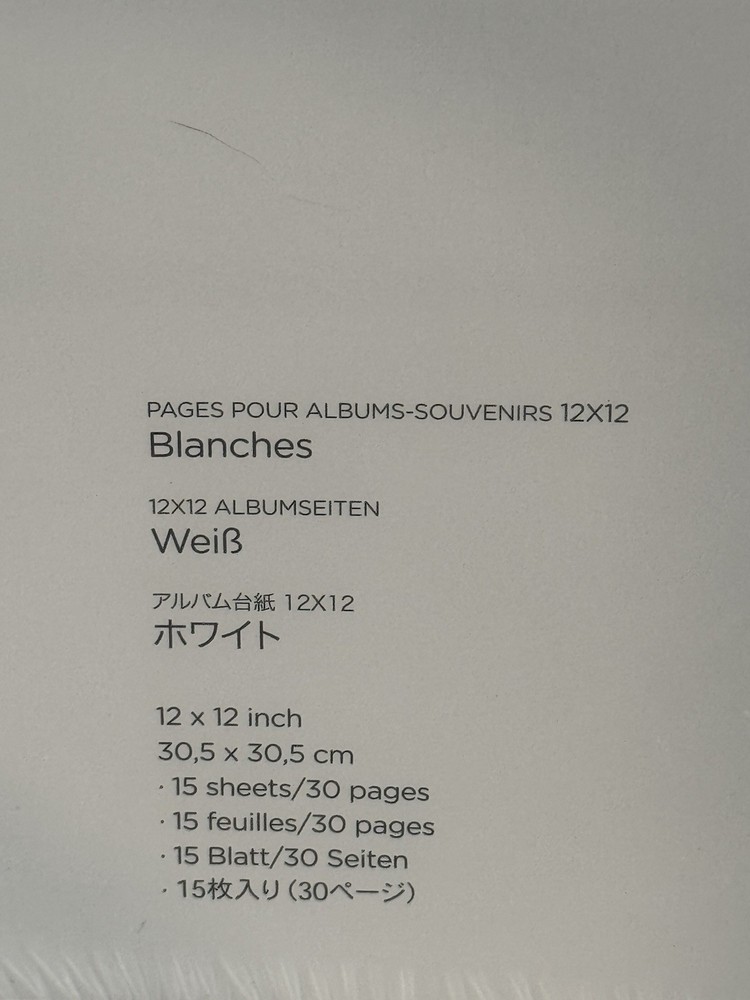 PAGES POUR ALBUMS-SOUVENIRS 12X12
Blanches
12X12 ALBUMSEITEN
Weiß
アルバム台紙 12X12
ホワイト
12 x 12 inch
30,5 x 30,5 cm
· 15 sheets/30 pages
· 15 feuilles/30 pages
· 15 Blatt/30 Seiten
· 15枚入り(30ページ)